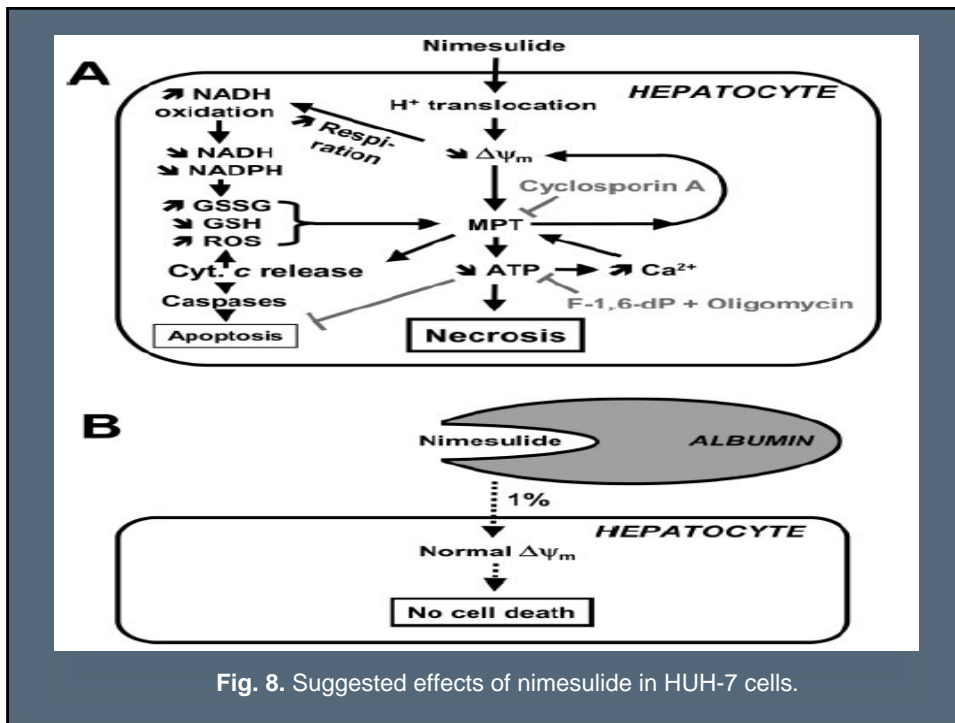 A
Nimesulide
HEPATOCYTE
↗ NADH
oxidation
H⁺ translocation
↗ Respi-
ration
↘ NADH
↘ NADPH
↘ Δψm
Cyclosporin A
↗ GSSG
↘ GSH
↗ ROS
MPT
Cyt. c release
↘ ATP
↗ Ca²⁺
Caspases
F-1,6-dP + Oligomycin
Apoptosis
Necrosis
B
Nimesulide
ALBUMIN
1%
HEPATOCYTE
Normal Δψm
No cell death
Fig. 8. Suggested effects of nimesulide in HUH-7 cells.